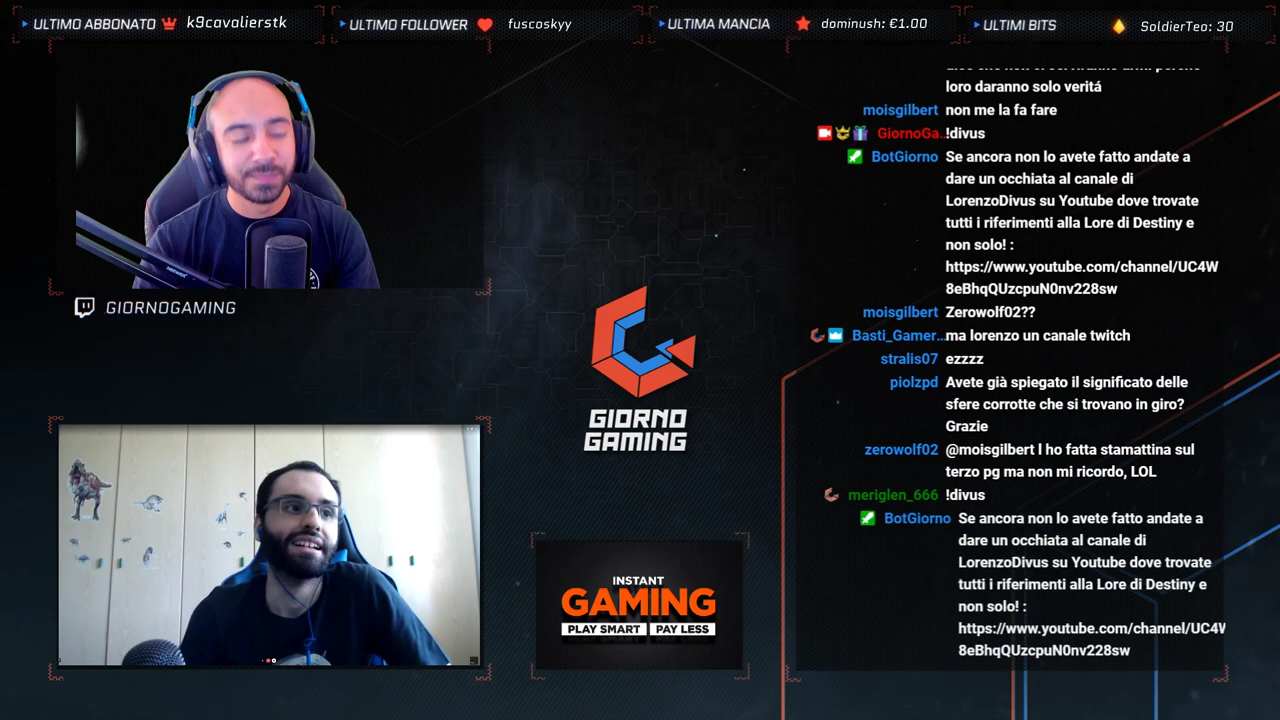 ULTIMO ABBONATO k9cavalierstk
ULTIMO FOLLOWER fuscoskyy
ULTIMA MANCIA dominush: €1.00
ULTIMI BITS SoldierTea: 30
loro daranno solo veritá
moisgilbert non me la fa fare
GiornoGa... !divus
BotGiorno Se ancora non lo avete fatto andate a
dare un occhiata al canale di
LorenzoDivus su Youtube dove trovate
tutti i riferimenti alla Lore di Destiny e
non solo! :
https://www.youtube.com/channel/UC4W
8eBhqQUzcpuN0nv228sw
moisgilbert Zerowolf02??
Basti_Gamer... ma lorenzo un canale twitch
stralis07 ezzzz
piolzpd Avete già spiegato il significato delle
sfere corrotte che si trovano in giro?
Grazie
zerowolf02 @moisgilbert l ho fatta stamattina sul
terzo pg ma non mi ricordo, LOL
meriglen_666 !divus
BotGiorno Se ancora non lo avete fatto andate a
dare un occhiata al canale di
LorenzoDivus su Youtube dove trovate
tutti i riferimenti alla Lore di Destiny e
non solo! :
https://www.youtube.com/channel/UC4W
8eBhqQUzcpuN0nv228sw
GIORNOGAMING
GIORNO
GAMING
INSTANT
GAMING
PLAY SMART PAY LESS